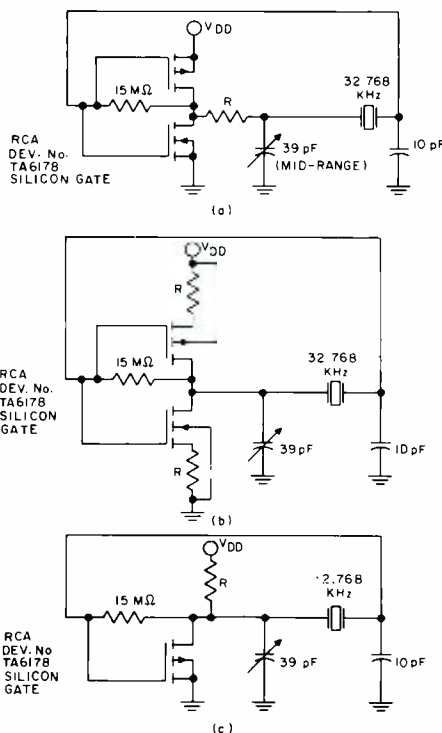 VDD
15 MΩ
R
32 768
KHz
RCA
DEV. No.
TA6178
SILICON GATE
39 pF
(MID-RANGE)
10 pF
(a)
VDD
R
15 MΩ
32 768
KHz
RCA
DEV. No.
TA6178
SILICON
GATE
R
39 pF
10 pF
(b)
VDD
R
15 MΩ
2.768
KHz
RCA
DEV. No
TA6178
SILICON
GATE
39 pF
10 pF
(c)